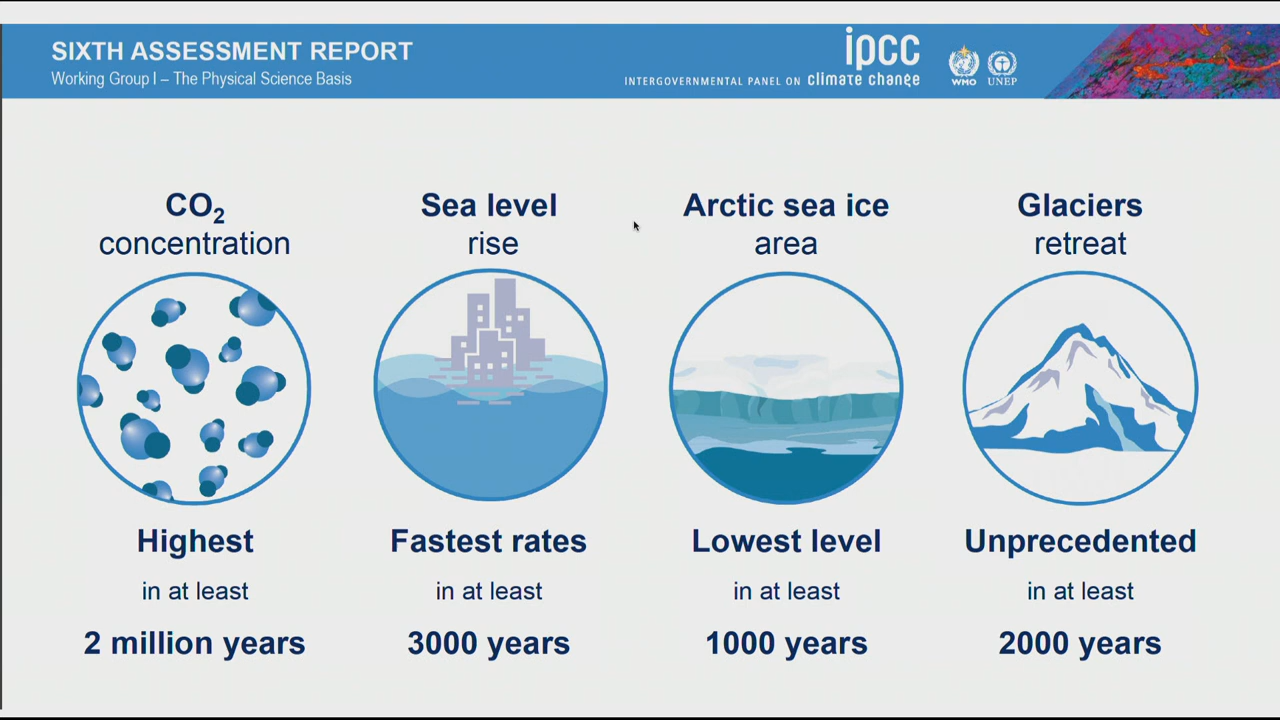 SIXTH ASSESSMENT REPORT
Working Group I – The Physical Science Basis
ipcc
INTERGOVERNMENTAL PANEL ON climate change
WMO
UNEP
CO₂
concentration
Highest
in at least
2 million years
Sea level
rise
Fastest rates
in at least
3000 years
Arctic sea ice
area
Lowest level
in at least
1000 years
Glaciers
retreat
Unprecedented
in at least
2000 years